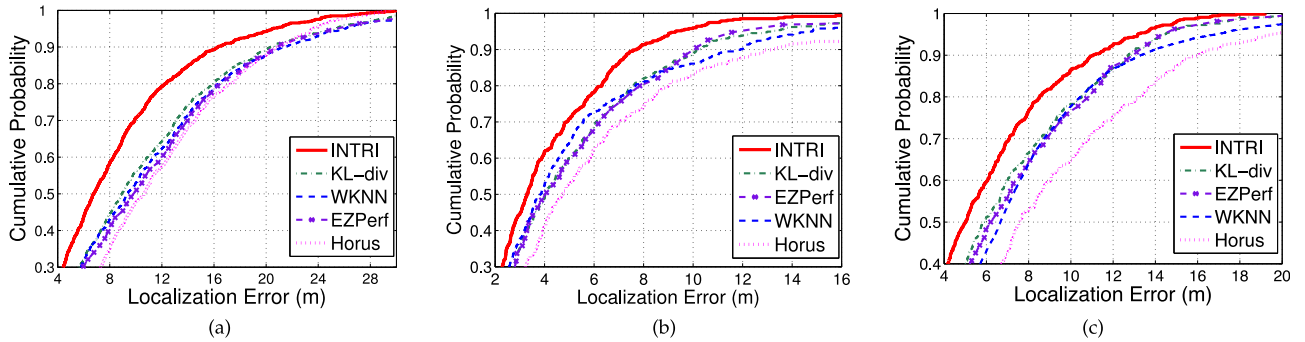 1
0.9
0.8
0.7
0.6
0.5
0.4
0.3
4 8 12 16 20 24 28
Cumulative Probability
Localization Error (m)
INTRI
KL-div
WKNN
EZPerf
Horus
(a)
1
0.9
0.8
0.7
0.6
0.5
0.4
0.3
2 4 6 8 10 12 14 16
Cumulative Probability
Localization Error (m)
INTRI
KL-div
EZPerf
WKNN
Horus
(b)
1
0.9
0.8
0.7
0.6
0.5
0.4
4 6 8 10 12 14 16 18 20
Cumulative Probability
Localization Error (m)
INTRI
KL-div
EZPerf
WKNN
Horus
(c)